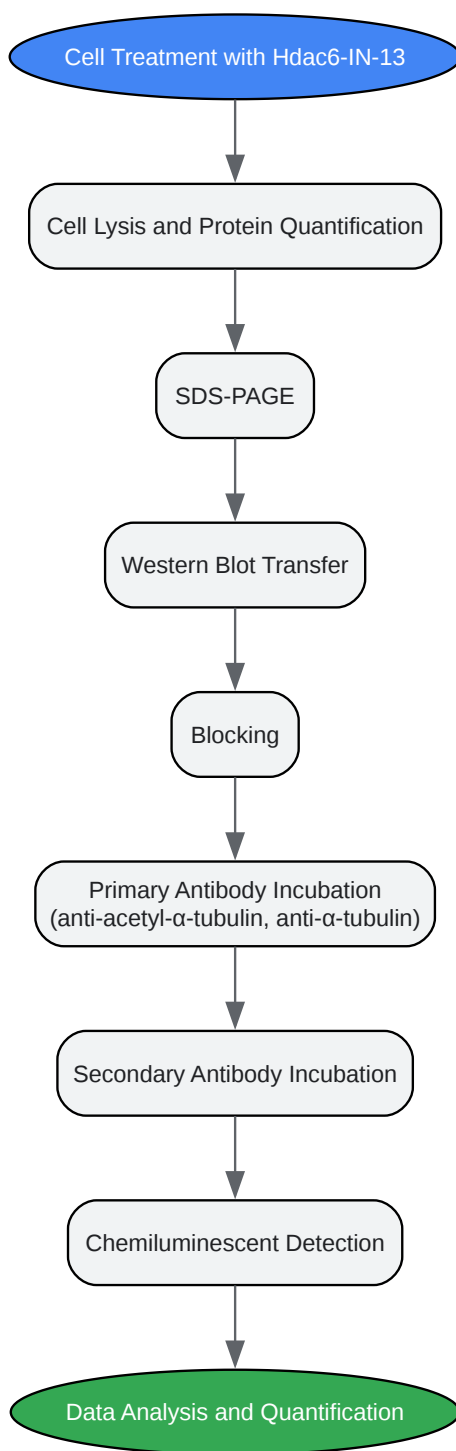 Cell Treatment with Hdac6-IN-13
Cell Lysis and Protein Quantification
SDS-PAGE
Western Blot Transfer
Blocking
Primary Antibody Incubation
(anti-acetyl-α-tubulin, anti-α-tubulin)
Secondary Antibody Incubation
Chemiluminescent Detection
Data Analysis and Quantification